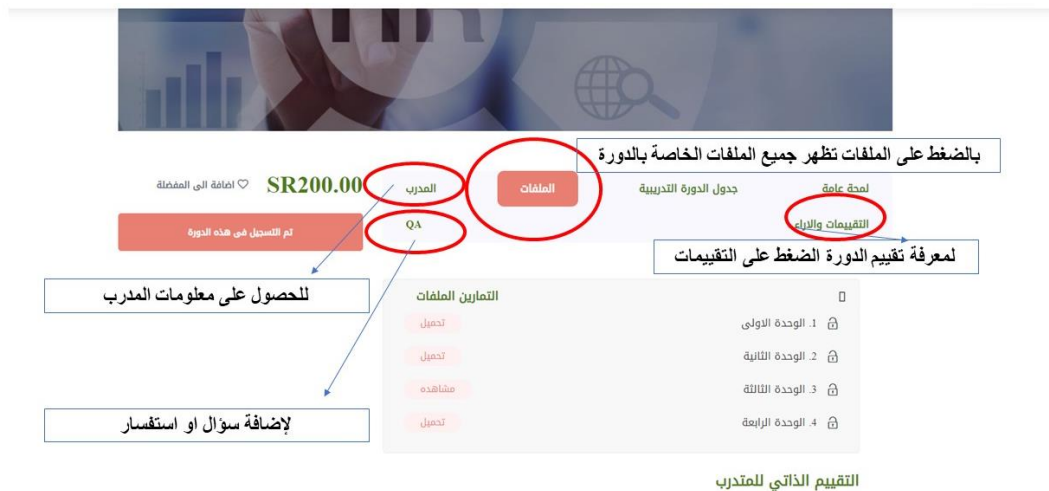 HR
بالضغط على الملفات تظهر جميع الملفات الخاصة بالدورة
لمحة عامة
جدول الدورة التدريبية
الملفات
المدرب
SR200.00
اضافة الى المفضلة
التقييمات والاراء
QA
تم التسجيل في هذه الدورة
لمعرفة تقييم الدورة الضغط على التقييمات
للحصول على معلومات المدرب
التمارين الملفات
1. الوحدة الاولى
تحميل
2. الوحدة الثانية
تحميل
3. الوحدة الثالثة
مشاهده
4. الوحدة الرابعة
تحميل
لإضافة سؤال او استفسار
التقييم الذاتي للمتدرب